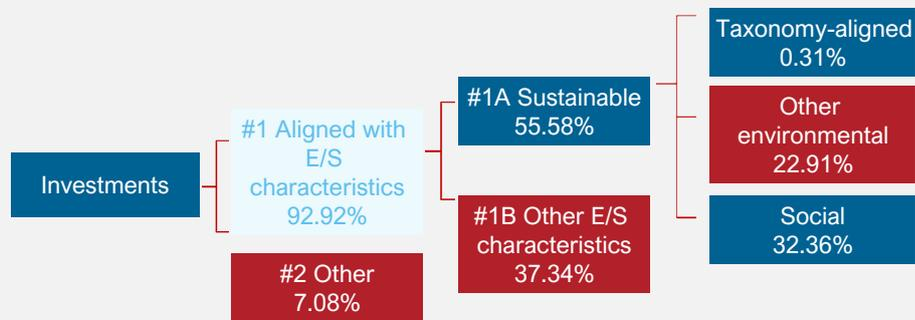 Investments
#1 Aligned with
E/S
characteristics
92.92%
#2 Other
7.08%
#1A Sustainable
55.58%
#1B Other E/S
characteristics
37.34%
Taxonomy-aligned
0.31%
Other
environmental
22.91%
Social
32.36%